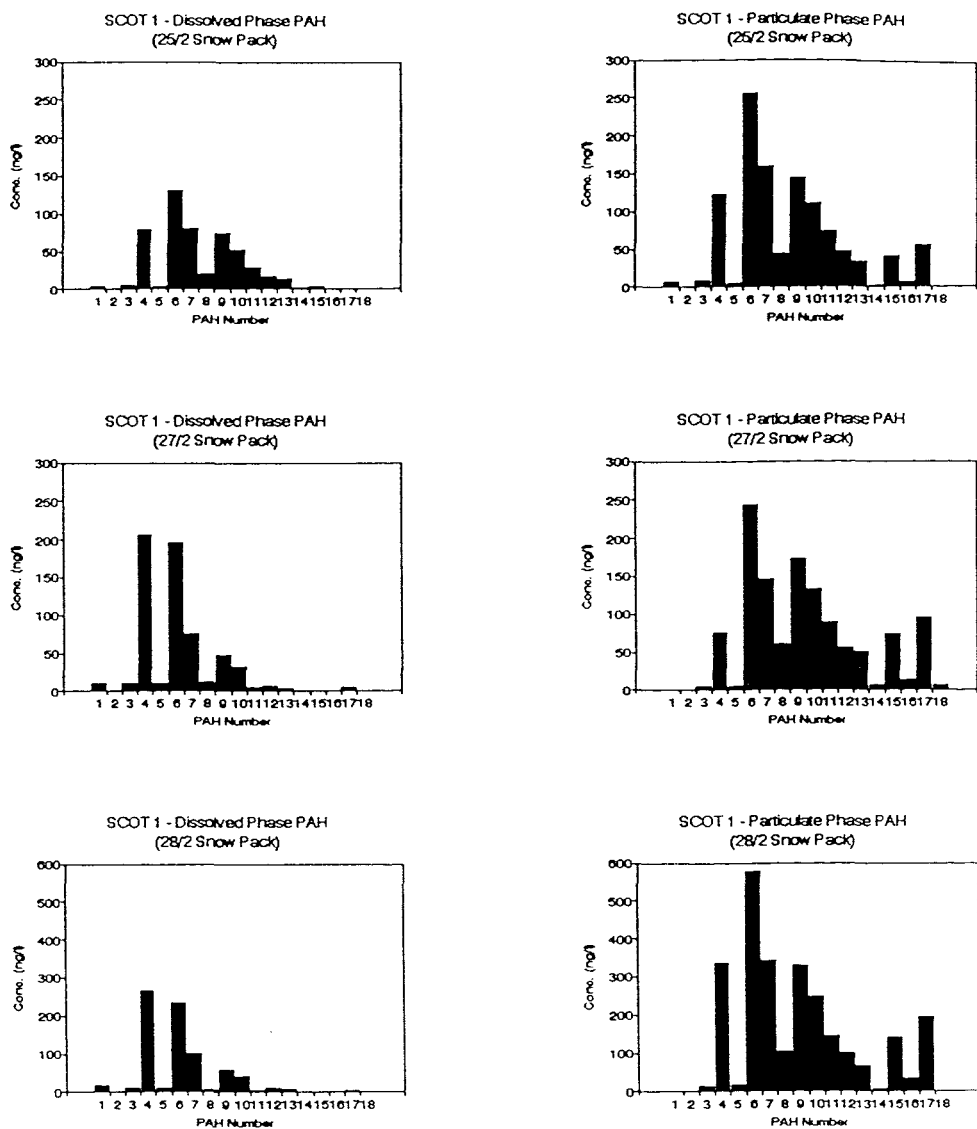 SCOT 1 - Dissolved Phase PAH
(25/2 Snow Pack)
300
250
200
150
100
50
0
Conc. (ng/l)
1 2 3 4 5 6 7 8 9 10 11 12 13 14 15 16 17 18
PAH Number
SCOT 1 - Particulate Phase PAH
(25/2 Snow Pack)
300
250
200
150
100
50
0
Conc. (ng/l)
1 2 3 4 5 6 7 8 9 10 11 12 13 14 15 16 17 18
PAH Number
SCOT 1 - Dissolved Phase PAH
(27/2 Snow Pack)
300
250
200
150
100
50
0
Conc. (ng/l)
1 2 3 4 5 6 7 8 9 10 11 12 13 14 15 16 17 18
PAH Number
SCOT 1 - Particulate Phase PAH
(27/2 Snow Pack)
300
250
200
150
100
50
0
Conc. (ng/l)
1 2 3 4 5 6 7 8 9 10 11 12 13 14 15 16 17 18
PAH Number
SCOT 1 - Dissolved Phase PAH
(28/2 Snow Pack)
600
500
400
300
200
100
0
Conc. (ng/l)
1 2 3 4 5 6 7 8 9 10 11 12 13 14 15 16 17 18
PAH Number
SCOT 1 - Particulate Phase PAH
(28/2 Snow Pack)
600
500
400
300
200
100
0
Conc. (ng/l)
1 2 3 4 5 6 7 8 9 10 11 12 13 14 15 16 17 18
PAH Number